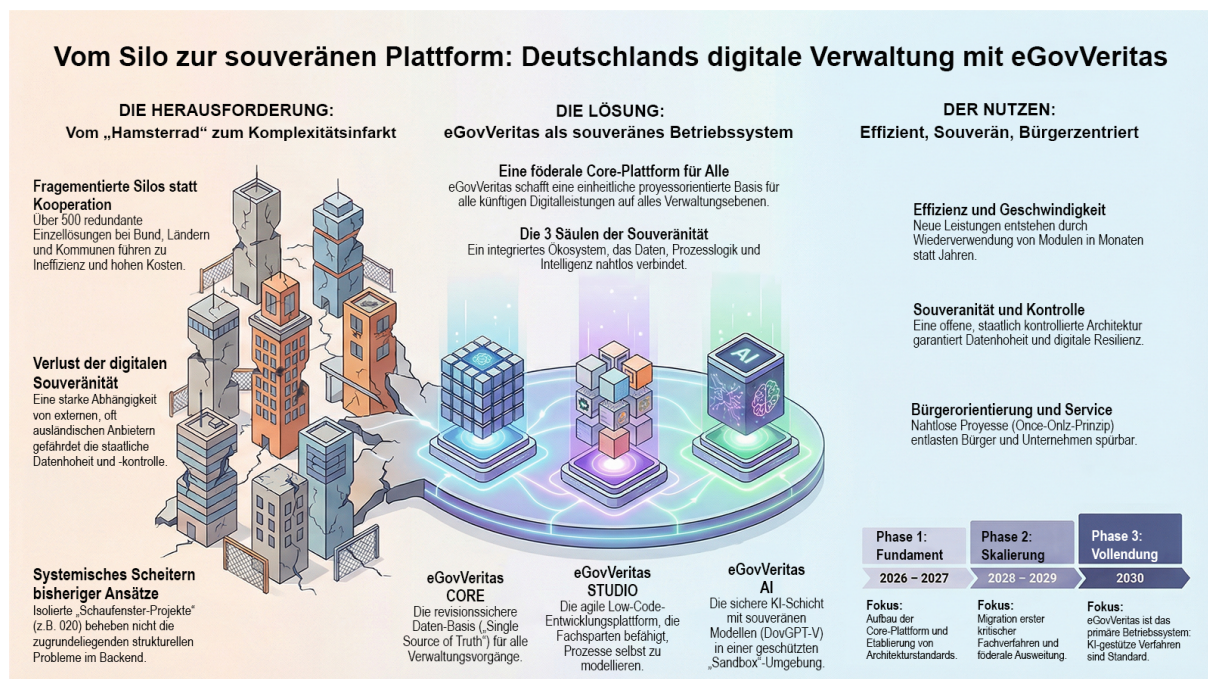 Vom Silo zur souveränen Plattform: Deutschlands digitale Verwaltung mit eGovVeritas
DIE HERAUSFORDERUNG:
Vom „Hamsterrad“ zum Komplexitätsinfarkt
Fragementierte Silos statt
Kooperation
Über 500 redundante
Einzellösungen bei Bund, Ländern
und Kommunen führen zu
Ineffizienz und hohen Kosten.
Verlust der digitalen
Souveränität
Eine starke Abhängigkeit
von externen, oft
ausländischen Anbietern
gefährdet die staatliche
Datenhoheit und -kontrolle.
Systemisches Scheitern
bisheriger Ansätze
Isolierte „Schaufenster-Projekte“
(z.B. 020) beheben nicht die
zugrundeliegenden strukturellen
Probleme im Backend.
DIE LÖSUNG:
eGovVeritas als souveränes Betriebssystem
Eine föderale Core-Plattform für Alle
eGovVeritas schafft eine einheitliche proyessorientierte Basis für
alle künftigen Digitalleistungen auf alles Verwaltungsebenen.
Die 3 Säulen der Souveränität
Ein integriertes Ökosystem, das Daten, Prozesslogik und
Intelligenz nahtlos verbindet.
AI
eGovVeritas
CORE
Die revisionssichere
Daten-Basis („Single
Source of Truth“) für alle
Verwaltungsvorgänge.
eGovVeritas
STUDIO
Die agile Low-Code-
Entwicklungsplattform, die
Fachsparten befähigt,
Prozesse selbst zu
modellieren.
eGovVeritas
AI
Die sichere KI-Schicht
mit souveränen
Modellen (DovGPT-V)
in einer geschützten
„Sandbox“-Umgebung.
DER NUTZEN:
Effizient, Souverän, Bürgerzentriert
Effizienz und Geschwindigkeit
Neue Leistungen entstehen durch
Wiederverwendung von Modulen in Monaten
statt Jahren.
Souveranität und Kontrolle
Eine offene, staatlich kontrollierte Architektur
garantiert Datenhoheit und digitale Resilienz.
Bürgerorientierung und Service
Nahtlose Proyesse (Once-Onlz-Prinzip)
entlasten Bürger und Unternehmen spürbar.
Phase 1:
Fundament
2026 – 2027
Fokus:
Aufbau der
Core-Plattform und
Etablierung von
Architekturstandards.
Phase 2:
Skalierung
2028 – 2029
Fokus:
Migration erster
kritischer
Fachverfahren und
föderale Ausweitung.
Phase 3:
Vollendung
2030
Fokus:
eGovVeritas ist das
primäre Betriebssystem:
KI-gestütze Verfahren
sind Standard.